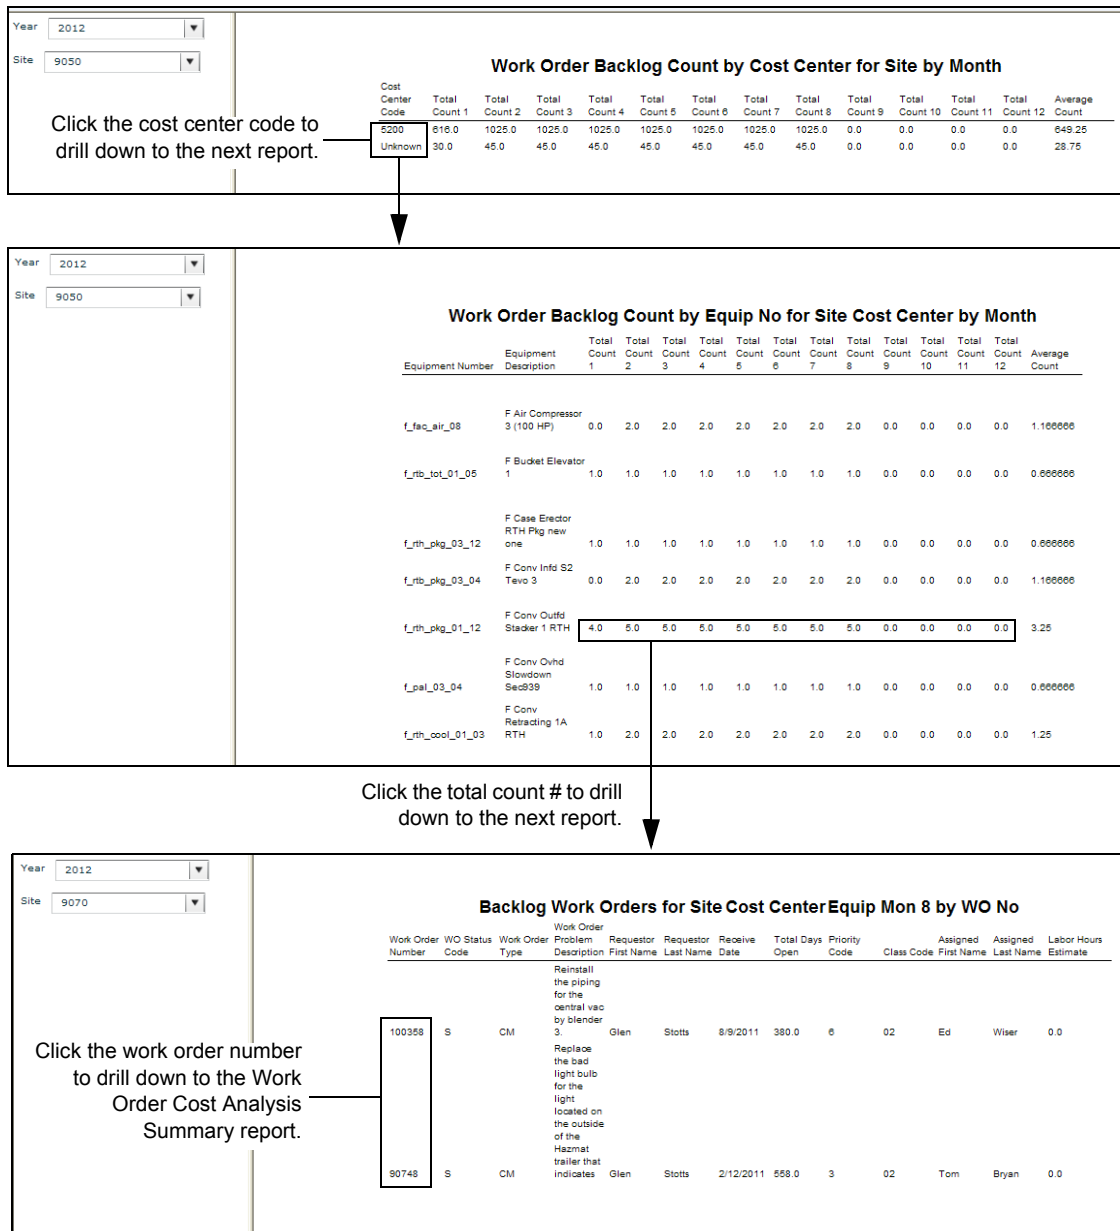 Year 2012
Site 9050
Work Order Backlog Count by Cost Center for Site by Month
Cost
Center Total Total Total Total Total Total Total Total Total Total Total Total Average
Code Count 1 Count 2 Count 3 Count 4 Count 5 Count 6 Count 7 Count 8 Count 9 Count 10 Count 11 Count 12 Count
5200 616.0 1025.0 1025.0 1025.0 1025.0 1025.0 1025.0 1025.0 0.0 0.0 0.0 0.0 649.25
Unknown 30.0 45.0 45.0 45.0 45.0 45.0 45.0 45.0 0.0 0.0 0.0 0.0 28.75
Click the cost center code to
drill down to the next report.
Year 2012
Site 9050
Work Order Backlog Count by Equip No for Site Cost Center by Month
Total Total Total Total Total Total Total Total Total Total Total Total
Equipment Count Count Count Count Count Count Count Count Count Count Count Count Average
Equipment Number Description 1 2 3 4 5 6 7 8 9 10 11 12 Count
F Air Compressor
f_fac_air_08 3 (100 HP) 0.0 2.0 2.0 2.0 2.0 2.0 2.0 2.0 0.0 0.0 0.0 0.0 1.166666
F Bucket Elevator
f_rtb_tot_01_05 1 1.0 1.0 1.0 1.0 1.0 1.0 1.0 1.0 0.0 0.0 0.0 0.0 0.666666
F Case Erector
RTH Pkg new
f_rth_pkg_03_12 one 1.0 1.0 1.0 1.0 1.0 1.0 1.0 1.0 0.0 0.0 0.0 0.0 0.666666
F Conv Infd S2
f_rtb_pkg_03_04 Tevo 3 0.0 2.0 2.0 2.0 2.0 2.0 2.0 2.0 0.0 0.0 0.0 0.0 1.166666
F Conv Outfd
f_rth_pkg_01_12 Stacker 1 RTH 4.0 5.0 5.0 5.0 5.0 5.0 5.0 5.0 0.0 0.0 0.0 0.0 3.25
F Conv Ovhd
Slowdown
f_pal_03_04 Sec939 1.0 1.0 1.0 1.0 1.0 1.0 1.0 1.0 0.0 0.0 0.0 0.0 0.666666
F Conv
Retracting 1A
f_rth_cool_01_03 RTH 1.0 2.0 2.0 2.0 2.0 2.0 2.0 2.0 0.0 0.0 0.0 0.0 1.25
Click the total count # to drill
down to the next report.
Year 2012
Site 9070
Backlog Work Orders for Site Cost Center Equip Mon 8 by WO No
Work Order
Work Order WO Status Work Order Problem Requestor Requestor Receive Total Days Priority Assigned Assigned Labor Hours
Number Code Type Description First Name Last Name Date Open Code Class Code First Name Last Name Estimate
Reinstall
the piping
for the
central vac
by blender
100358 S CM 3. Glen Stotts 8/9/2011 380.0 6 02 Ed Wiser 0.0
Click the work order number
to drill down to the Work
Order Cost Analysis
Summary report.
Replace
the bad
light bulb
for the
light
located on
the outside
of the
Hazmat
trailer that
90748 S CM indicates Glen Stotts 2/12/2011 558.0 3 02 Tom Bryan 0.0